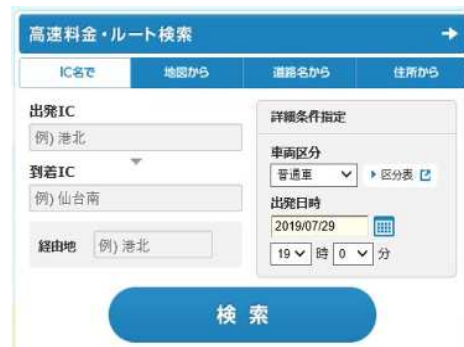 高速料金・ルート検索
IC名で 地図から 道路名から 住所から
出発IC
例) 港北
到着IC
例) 仙台南
経由地 例) 港北
詳細条件指定
車両区分
普通車 区分表
出発日時
2019/07/29
19 時 0 分
検索